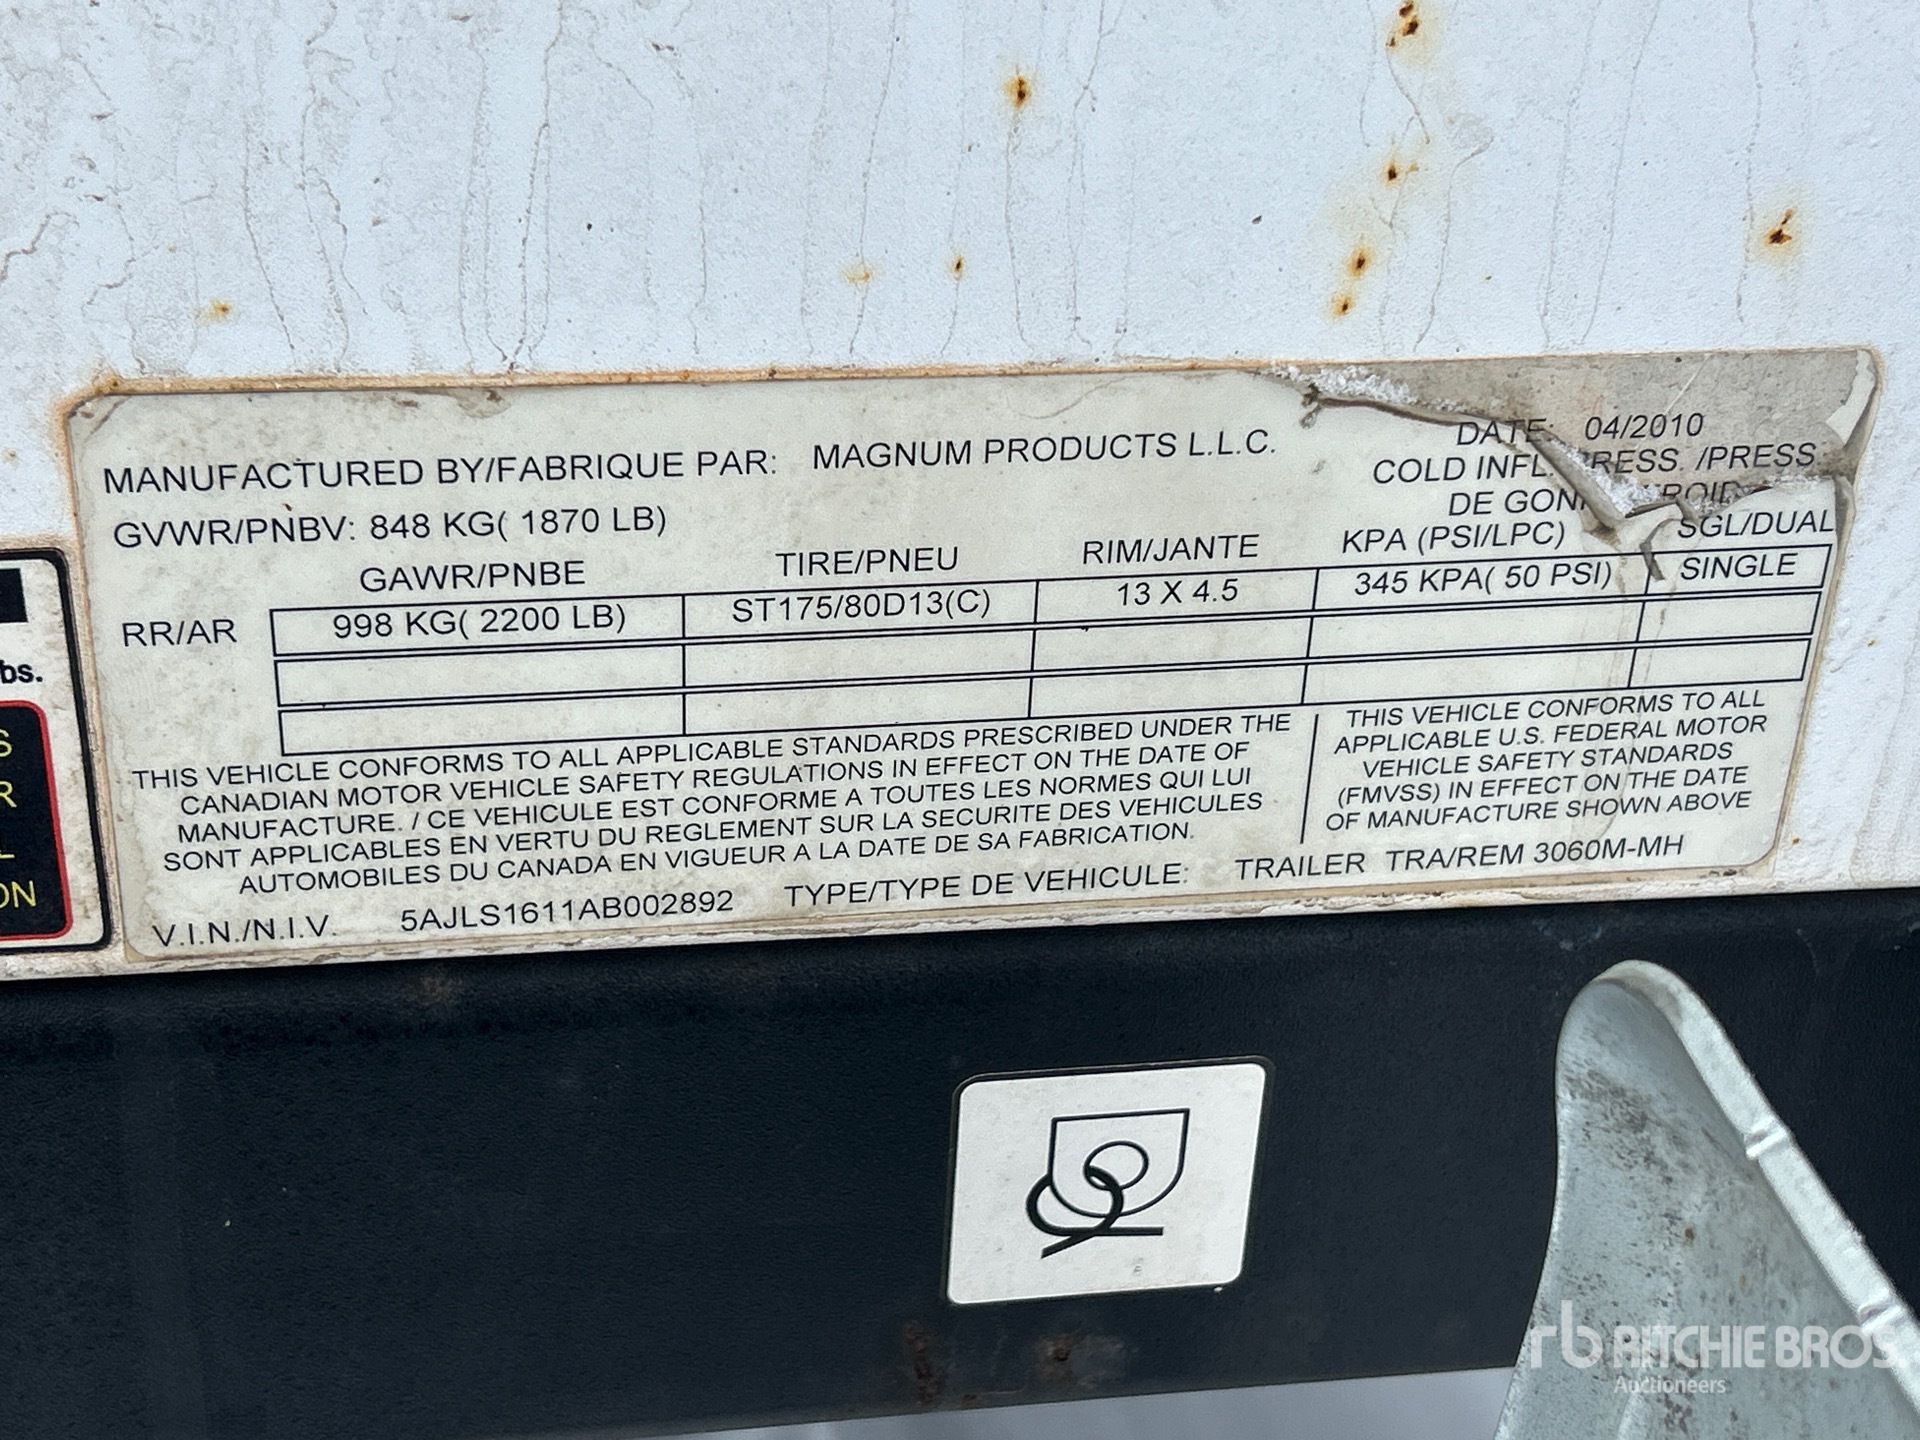 MANUFACTURED BY/FABRIQUE PAR: MAGNUM PRODUCTS L.L.C.
DATE: 04/2010
GVWR/PNBV: 848 KG( 1870 LB)
COLD INFL. PRESS. /PRESS.
DE
GAWR/PNBE TIRE/PNEU RIM/JANTE KPA (PSI/LPC) SGL/DUAL
RR/AR 998 KG( 2200 LB) ST175/80D13(C) 13 X 4.5 345 KPA( 50 PSI) SINGLE
THIS VEHICLE CONFORMS TO ALL APPLICABLE STANDARDS PRESCRIBED UNDER THE
CANADIAN MOTOR VEHICLE SAFETY REGULATIONS IN EFFECT ON THE DATE OF
MANUFACTURE. / CE VEHICULE EST CONFORME A TOUTES LES NORMES QUI LUI
SONT APPLICABLES EN VERTU DU REGLEMENT SUR LA SECURITE DES VEHICULES
AUTOMOBILES DU CANADA EN VIGUEUR A LA DATE DE SA FABRICATION.
THIS VEHICLE CONFORMS TO ALL
APPLICABLE U.S. FEDERAL MOTOR
VEHICLE SAFETY STANDARDS
(FMVSS) IN EFFECT ON THE DATE
OF MANUFACTURE SHOWN ABOVE
V.I.N./N.I.V. 5AJLS1611AB002892 TYPE/TYPE DE VEHICULE: TRAILER TRA/REM 3060M-MH
bs.
S
R
L
ON
rb RITCHIE BROS
Auctioneers